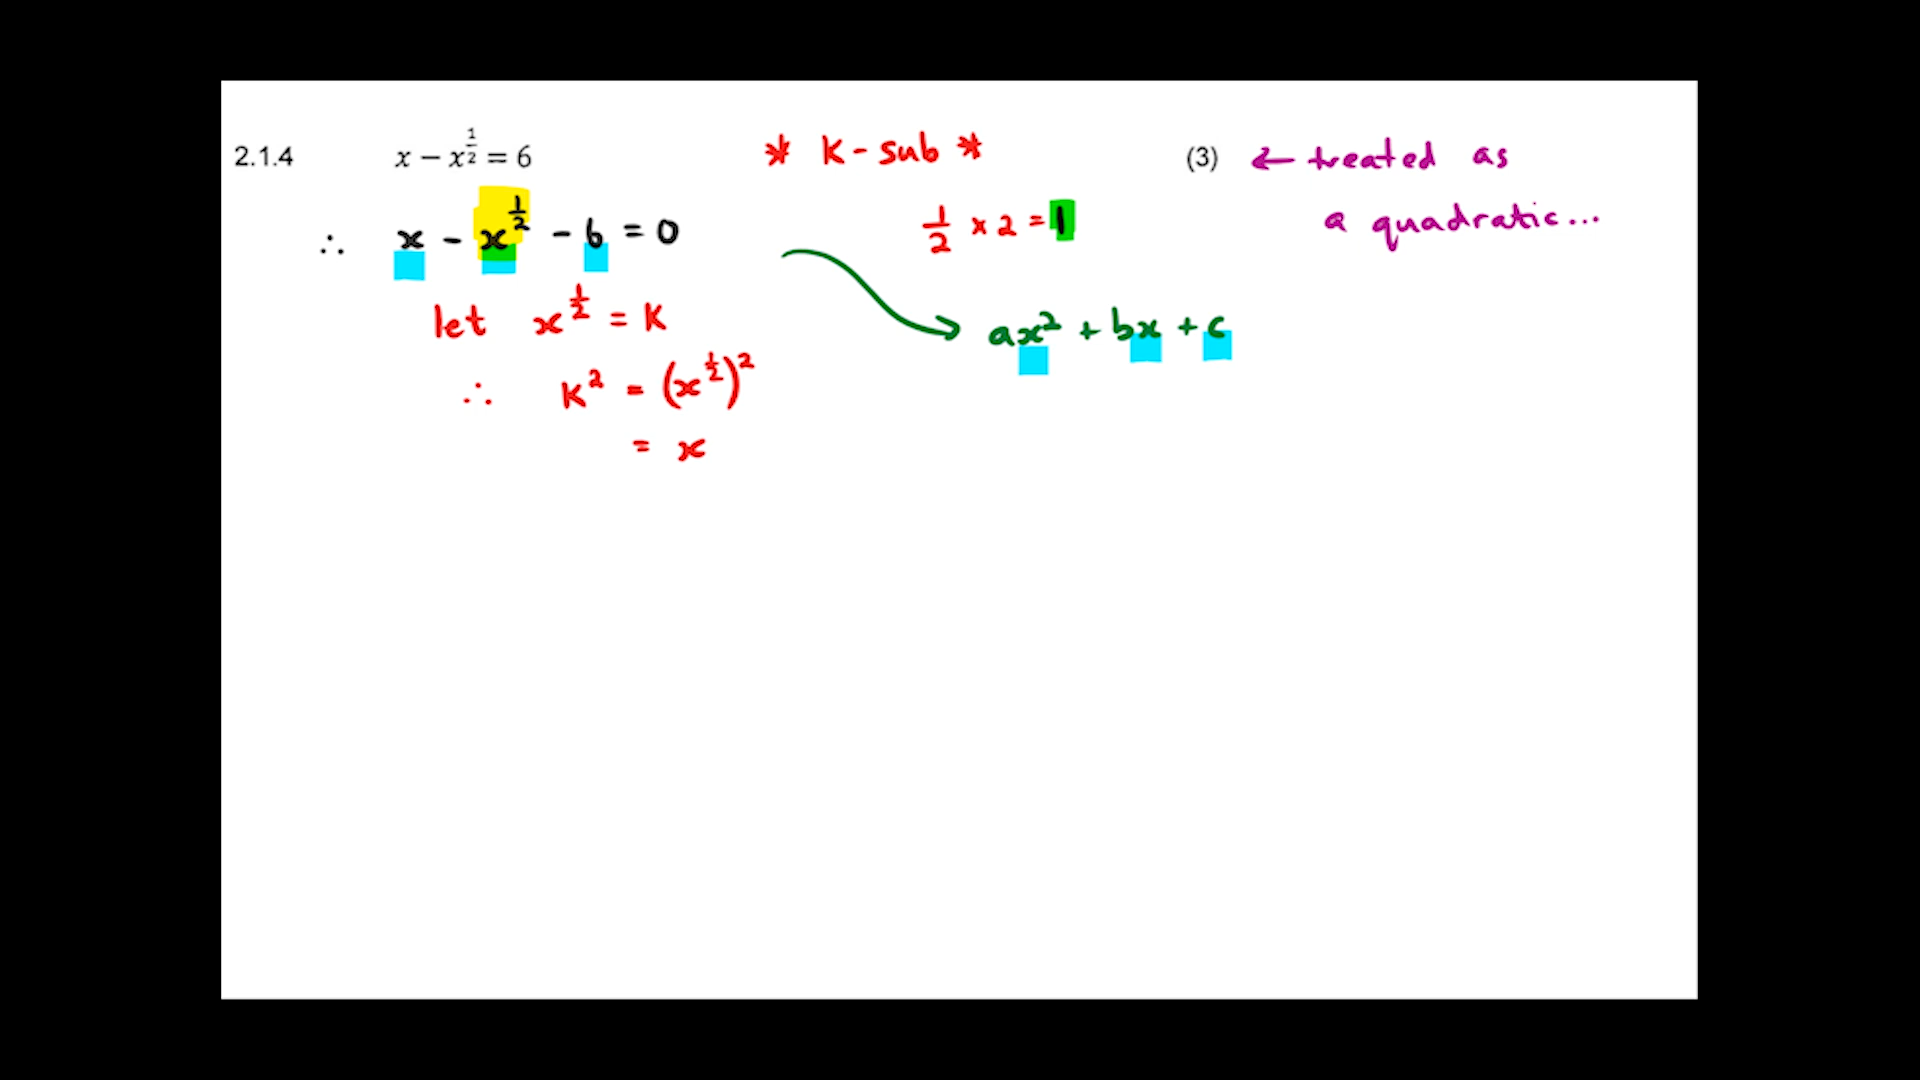 2.1.4 x − x^{1/2} = 6 * K-sub * (3) ← treated as
a quadratic...
∴ x − x^{1/2} − 6 = 0 1/2 × 2 = 1
let x^{1/2} = K ax² + bx + c
∴ K² = (x^{1/2})²
= x